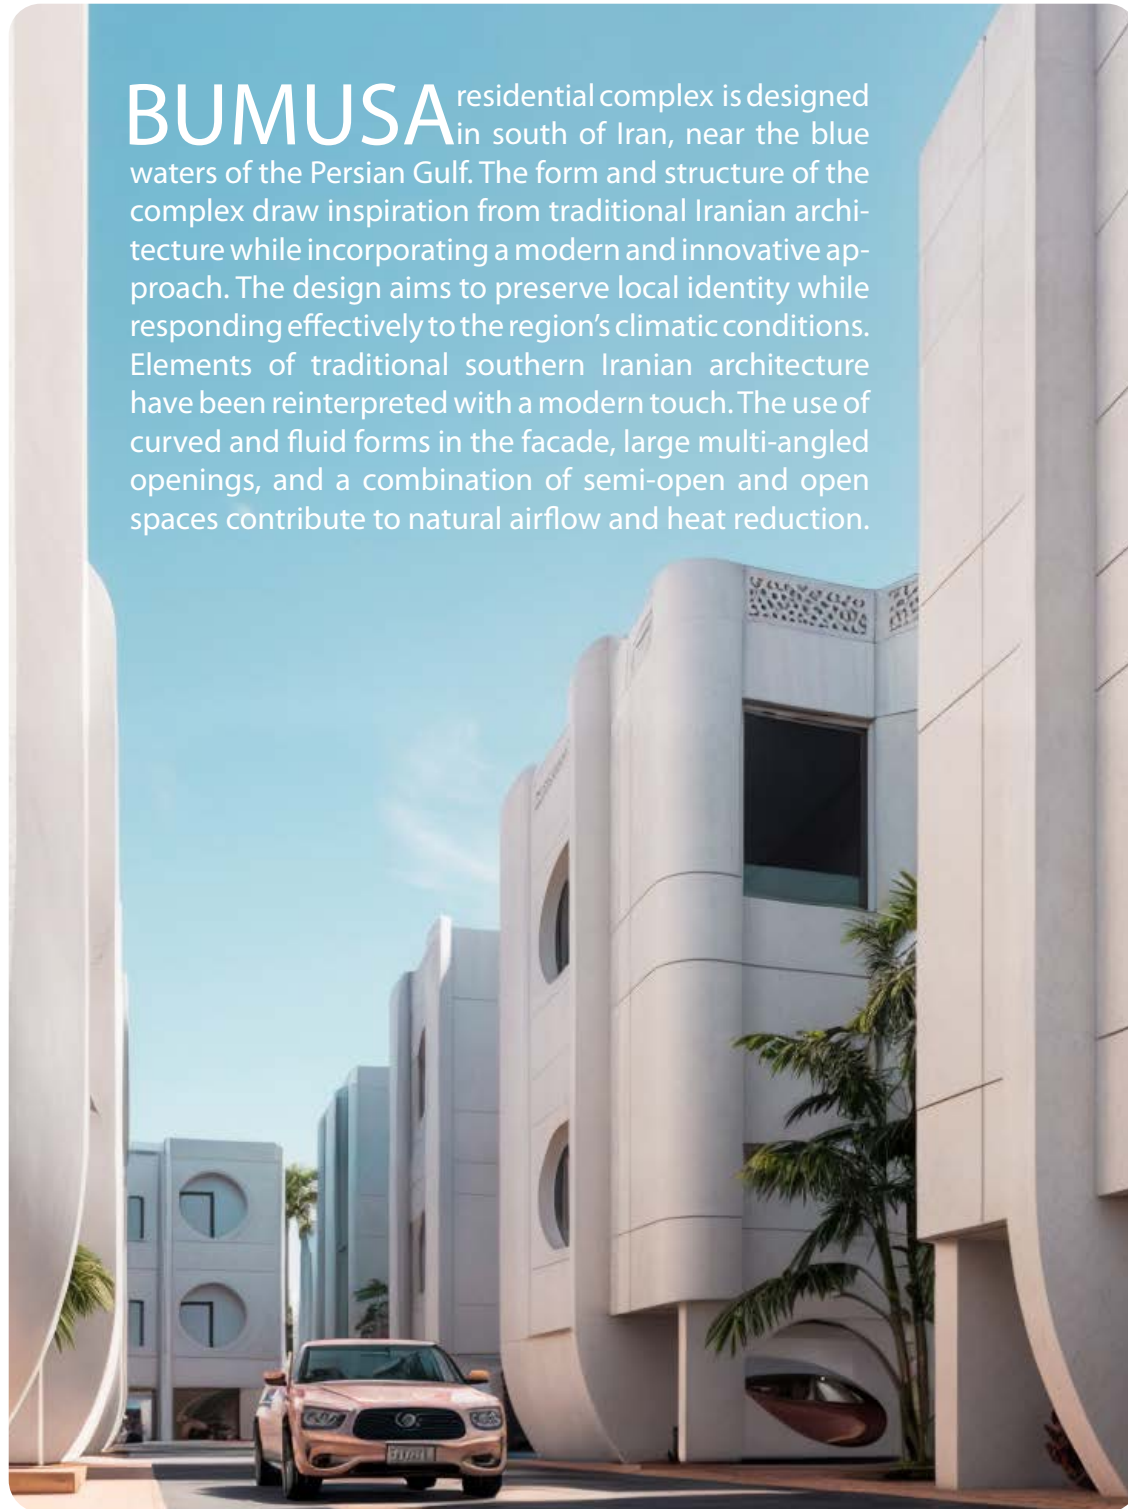 BUMUSA residential complex is designed
in south of Iran, near the blue
waters of the Persian Gulf. The form and structure of the
complex draw inspiration from traditional Iranian archi-
tecture while incorporating a modern and innovative ap-
proach. The design aims to preserve local identity while
responding effectively to the region's climatic conditions.
Elements of traditional southern Iranian architecture
have been reinterpreted with a modern touch. The use of
curved and fluid forms in the facade, large multi-angled
openings, and a combination of semi-open and open
spaces contribute to natural airflow and heat reduction.